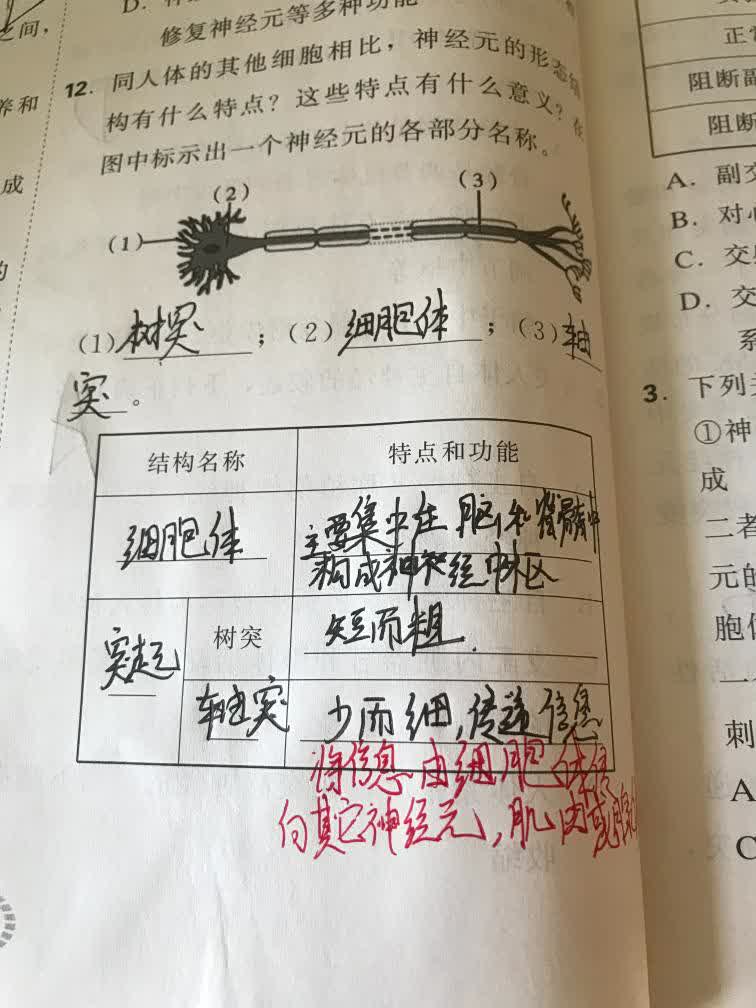 之间，
养和
成
的
D.
修复神经元等多种功能
12. 同人体的其他细胞相比，神经元的形态结
构有什么特点？这些特点有什么意义？在
图中标示出一个神经元的各部分名称。
(2)
(3)
(1)
(1)树突；(2)细胞体；(3)轴
突。
结构名称 特点和功能
细胞体 主要集中在脑和脊髓中
构成神经中枢
突起 树突 短而粗.
轴突 少而细，传递信息
将信息由细胞体传
向其它神经元，肌肉或腺体
正常
阻断副
阻断
A. 副交
B. 对心
C. 交
D. 交
系
3. 下列关
①神
成
二者
元的
胞
一
刺
A
C